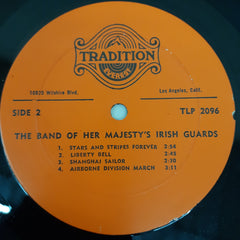 TRADITION
EVEREST
10920 Wilshire Blvd.
Los Angeles, Calif.
SIDE 2
TLP 2096
THE BAND OF HER MAJESTY'S IRISH GUARDS
1. STARS AND STRIPES FOREVER 2:54
2. LIBERTY BELL 2:58
3. SHANGHAI SAILOR 2:30
4. AIRBORNE DIVISION MARCH 3:11